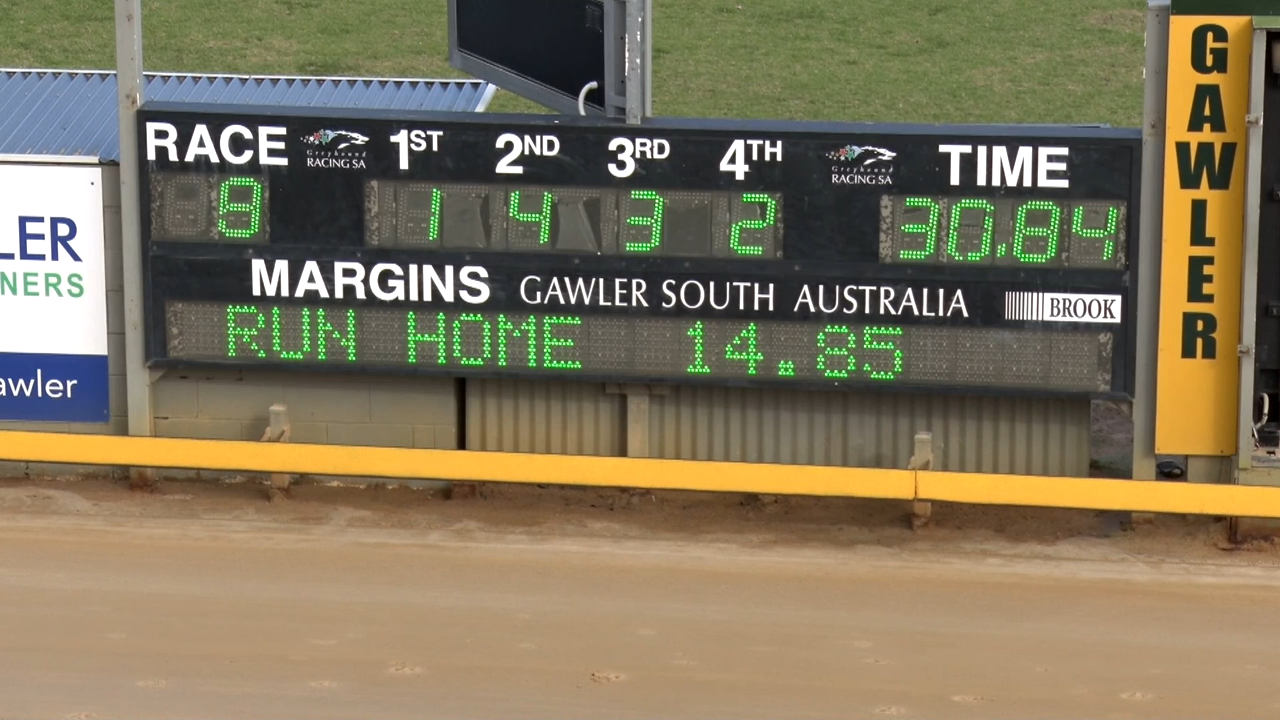 RACE Greyhound RACING SA 1ST 2ND 3RD 4TH Greyhound RACING SA TIME
8 1 4 3 2 30.84
MARGINS GAWLER SOUTH AUSTRALIA BROOK
RUN HOME 14.85
GAWLER
LER
NERS
awler